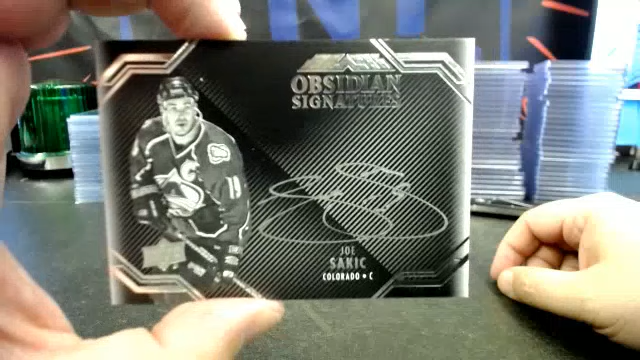 OBSIDIAN
SIGNATURES
JOE
SAKIC
COLORADO • C